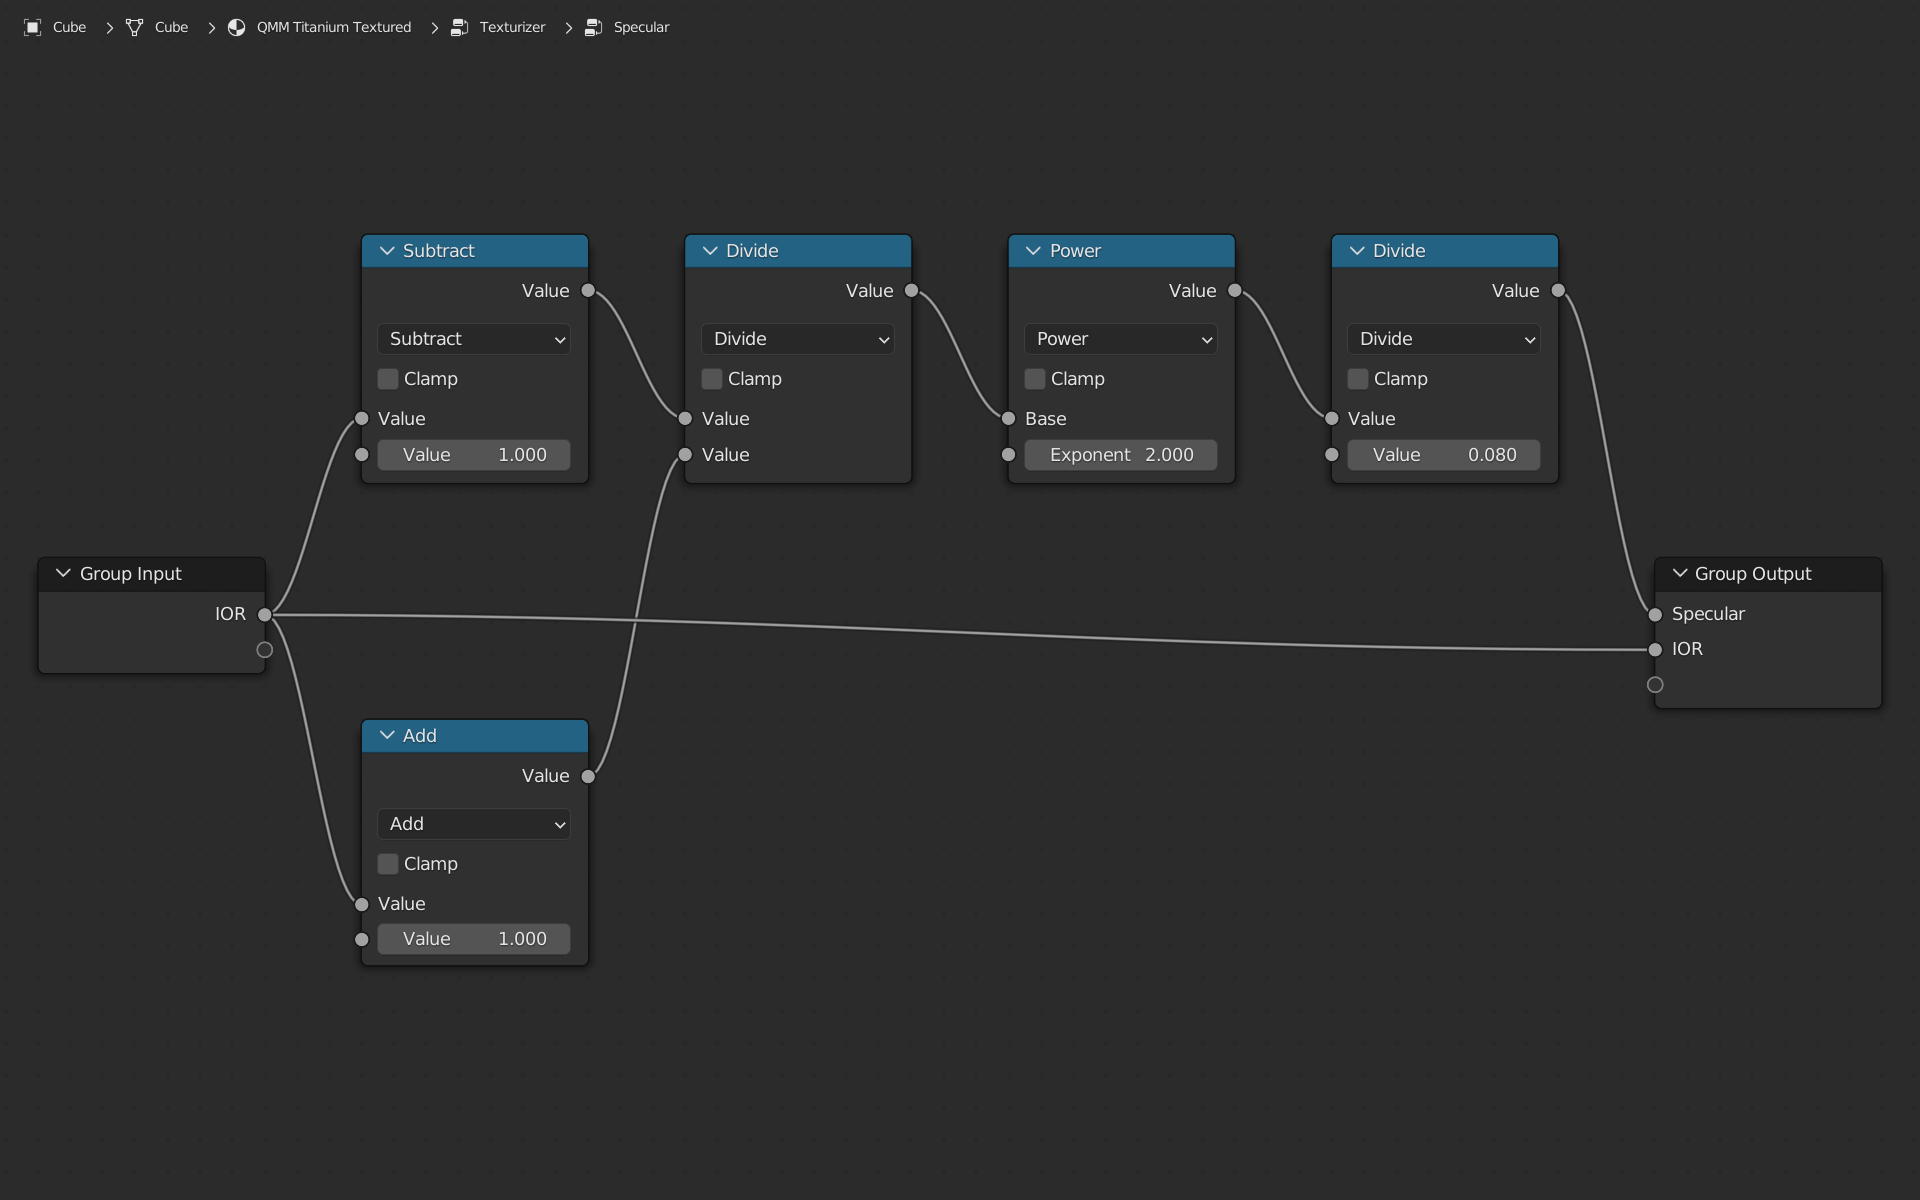 Cube Cube QMM Titanium Textured Texturizer Specular
Subtract
Value
Subtract
Clamp
Value
Value 1.000
Divide
Value
Divide
Clamp
Value
Value
Power
Value
Power
Clamp
Base
Exponent 2.000
Divide
Value
Divide
Clamp
Value
Value 0.080
Group Input
IOR
Group Output
Specular
IOR
Add
Value
Add
Clamp
Value
Value 1.000